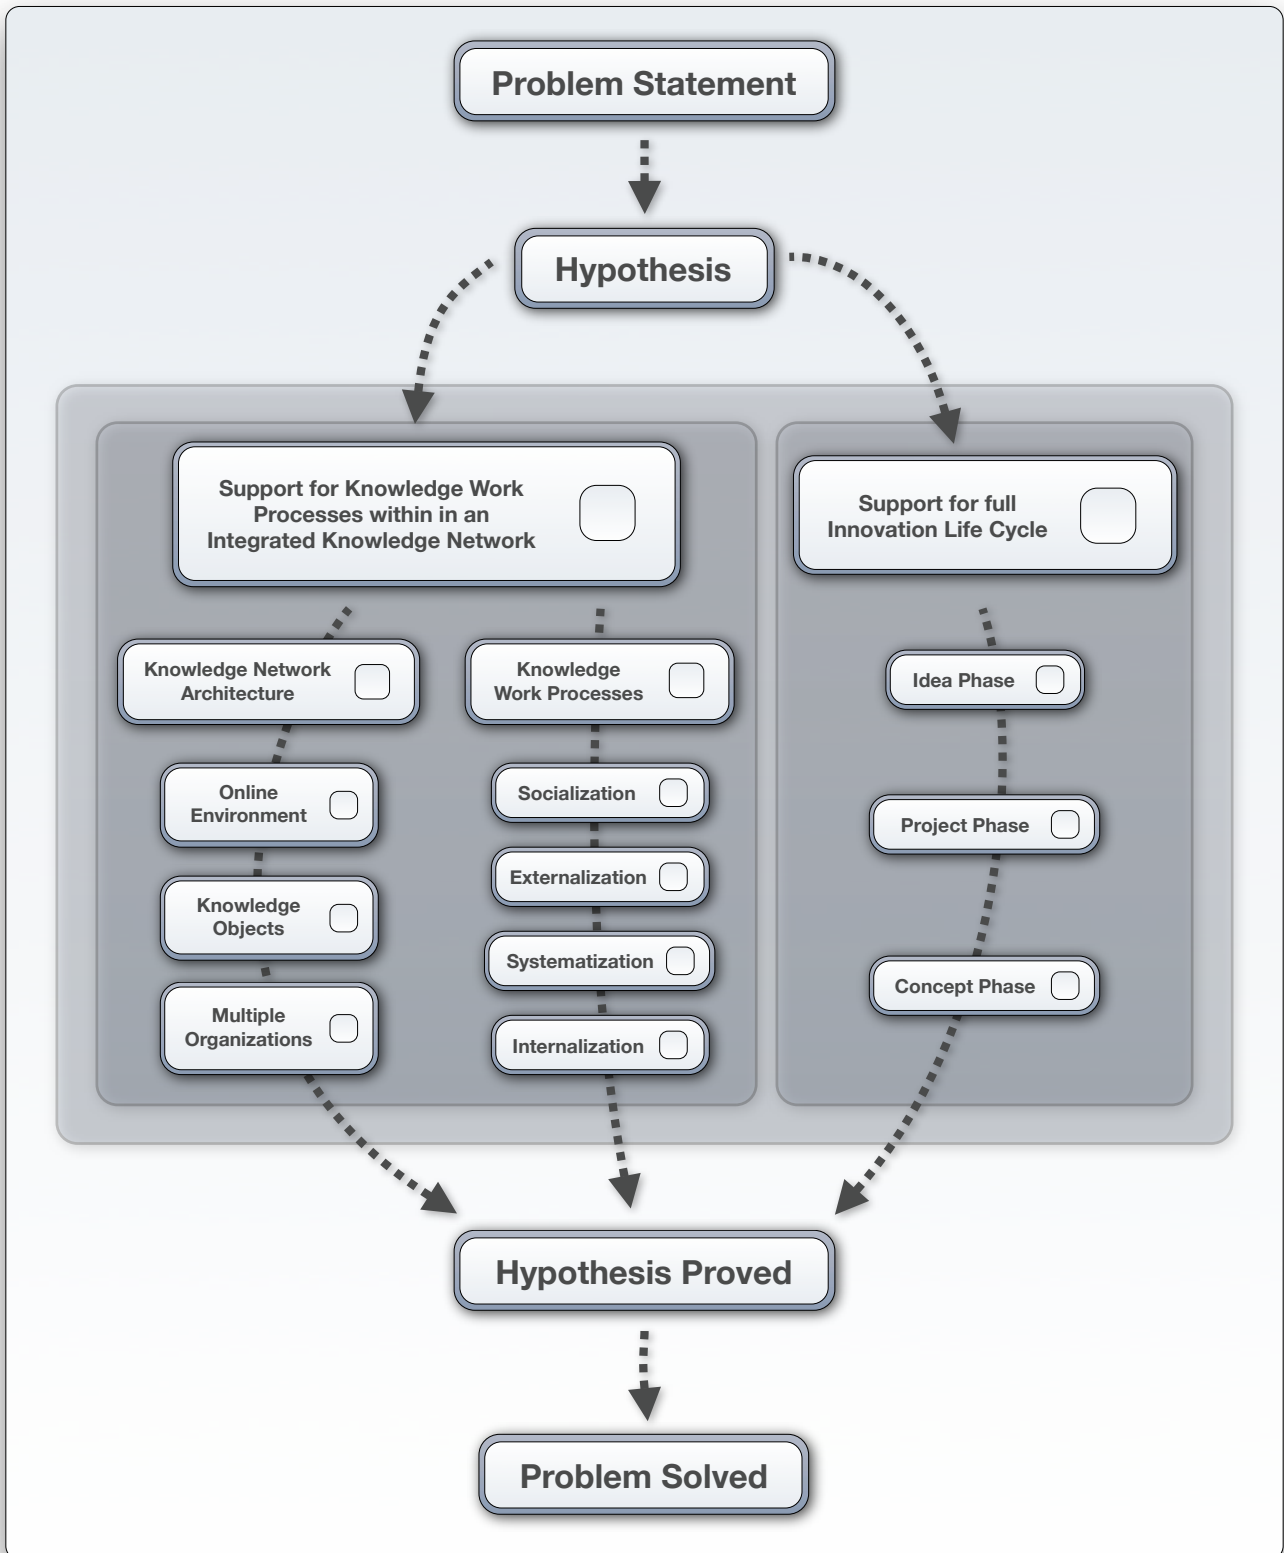 Problem Statement
Hypothesis
Support for Knowledge Work
Processes within in an
Integrated Knowledge Network
Support for full
Innovation Life Cycle
Knowledge Network
Architecture
Knowledge
Work Processes
Idea Phase
Online
Environment
Socialization
Project Phase
Externalization
Knowledge
Objects
Systematization
Concept Phase
Multiple
Organizations
Internalization
Hypothesis Proved
Problem Solved